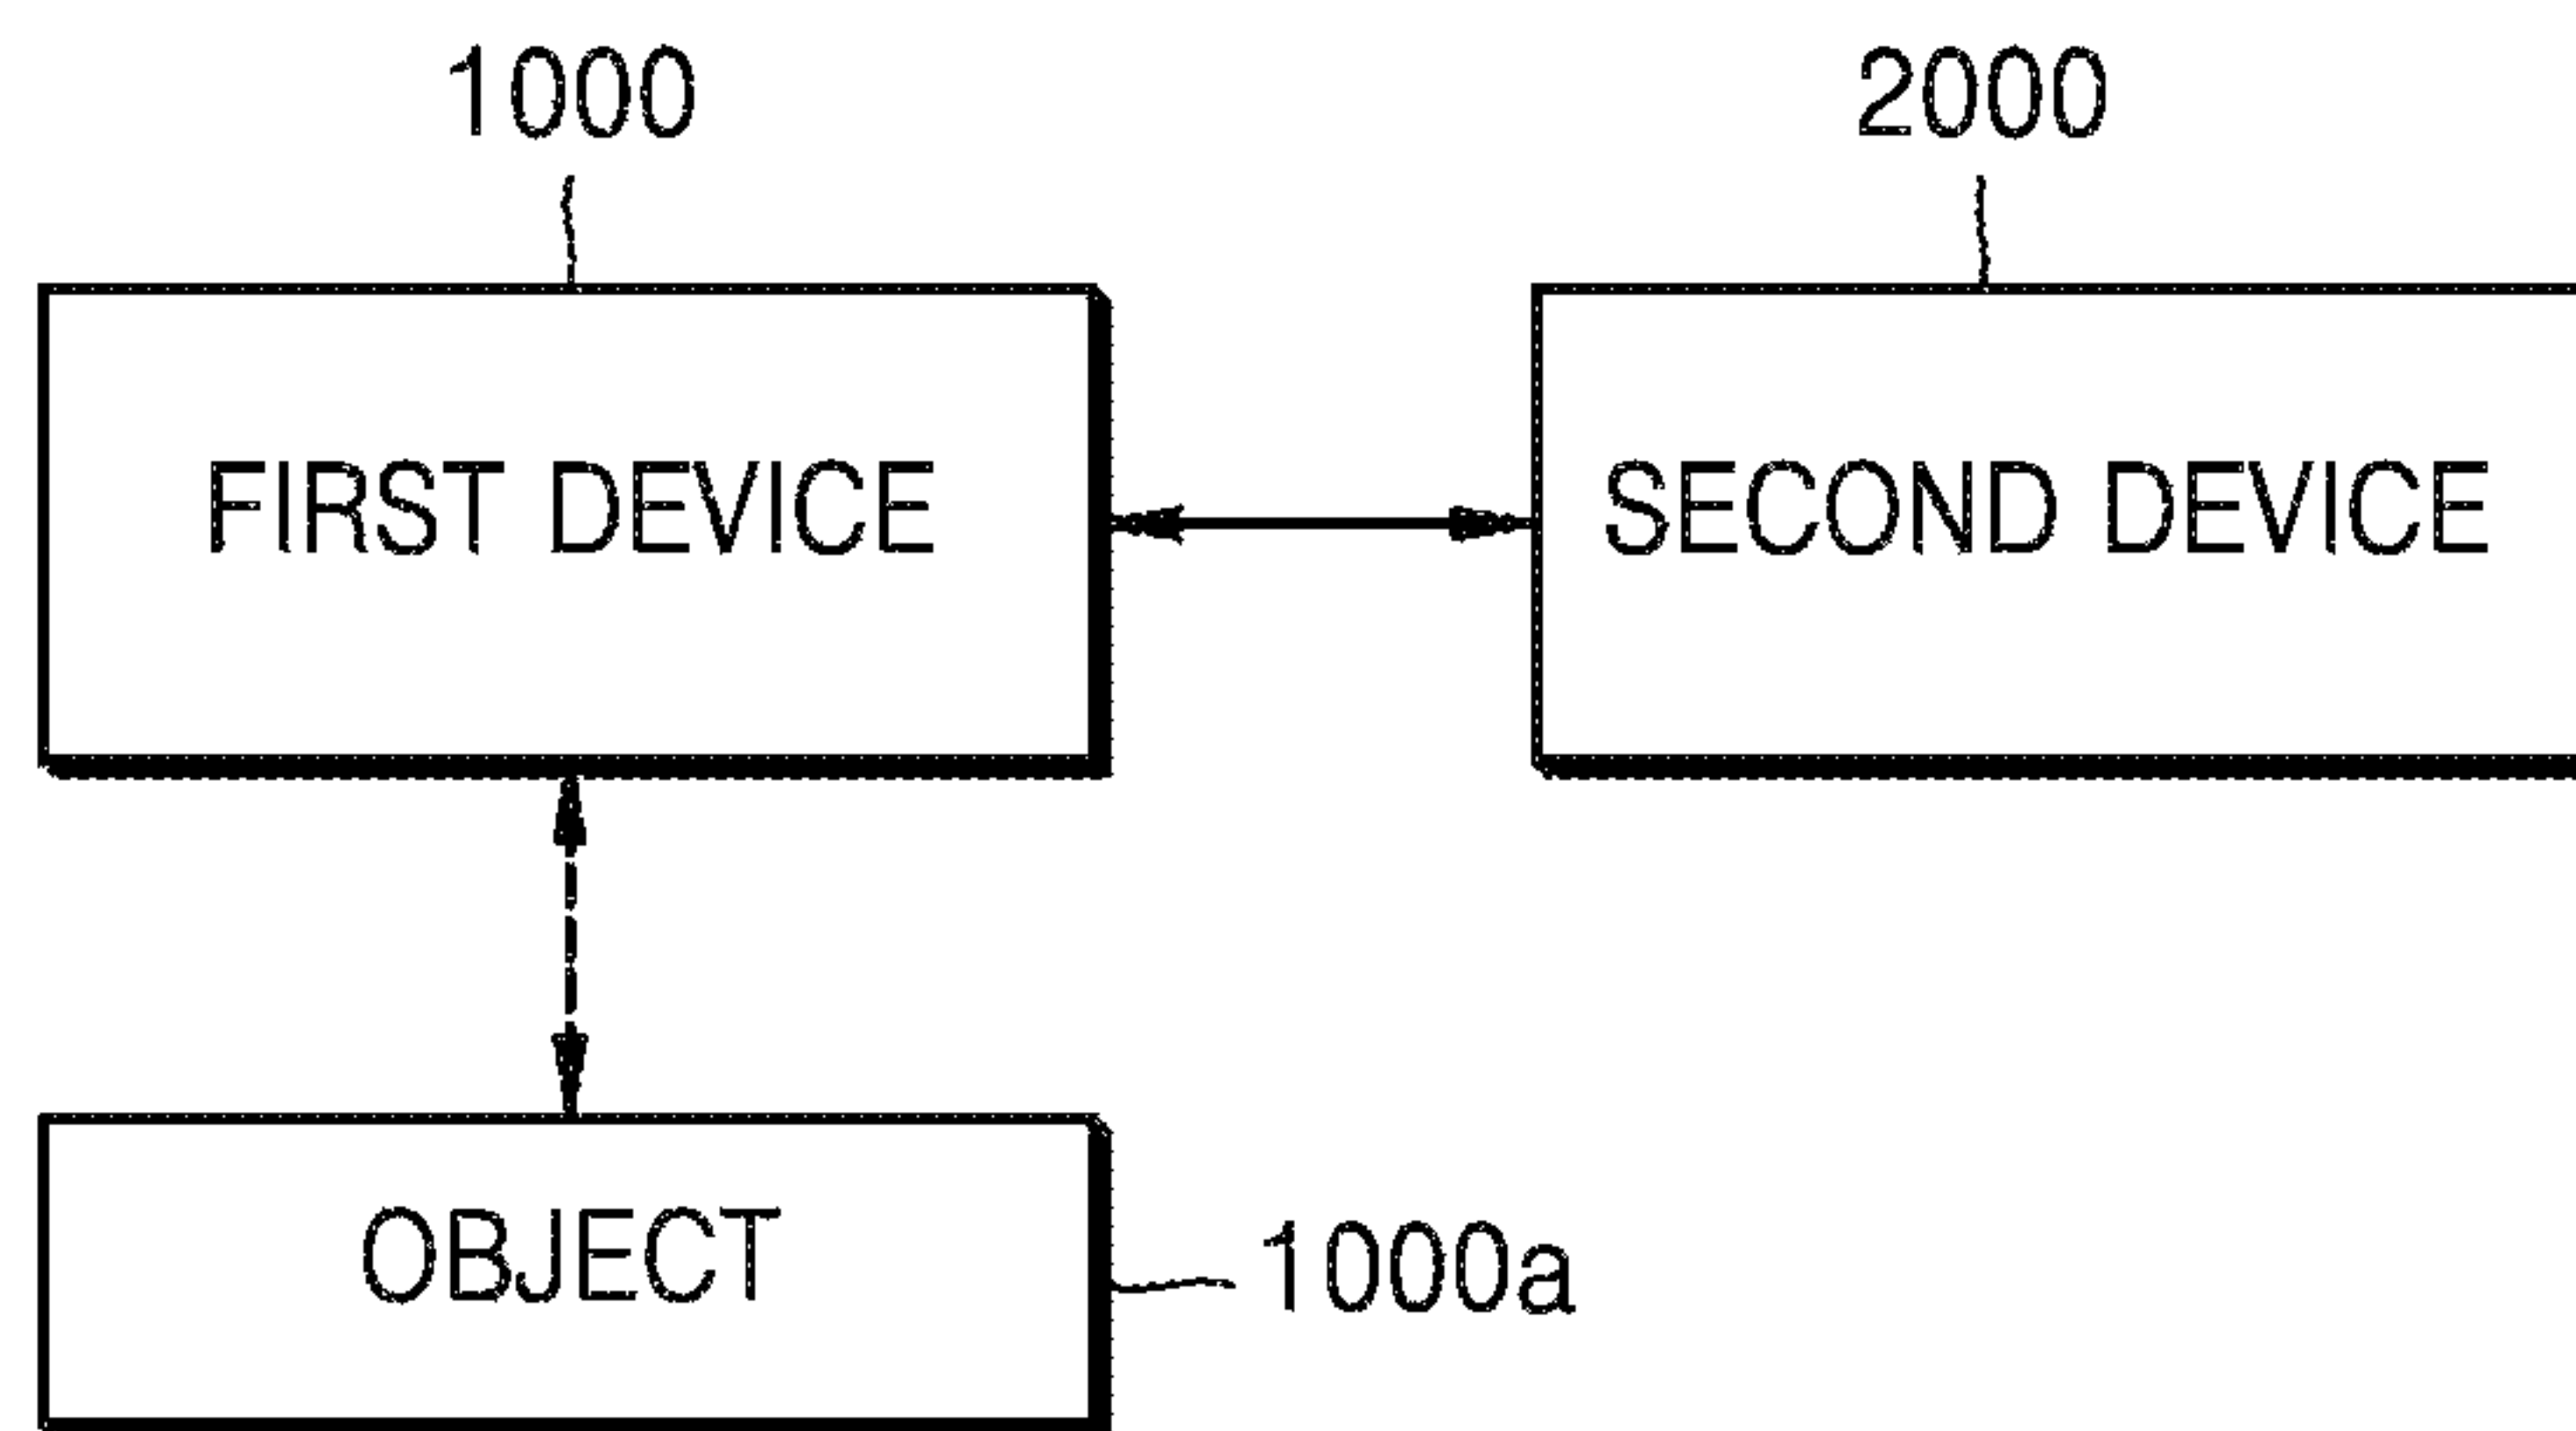 1000
2000
FIRST DEVICE
SECOND DEVICE
OBJECT
1000a